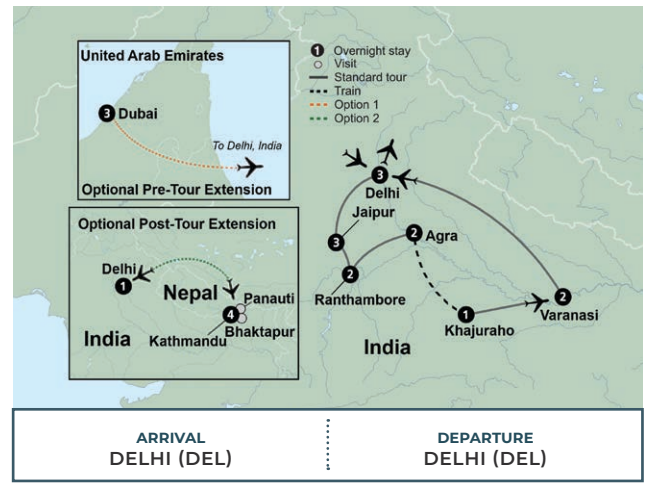 United Arab Emirates
3 Dubai
To Delhi, India
Optional Pre-Tour Extension
1 Overnight stay
Visit
Standard tour
Train
Option 1
Option 2
Optional Post-Tour Extension
Delhi
1
Nepal
Panauti
4
Kathmandu
Bhaktapur
India
3
Delhi
Jaipur
3
2 Agra
2
Ranthambore
1
Khajuraho
2
Varanasi
India
ARRIVAL
DELHI (DEL)
DEPARTURE
DELHI (DEL)